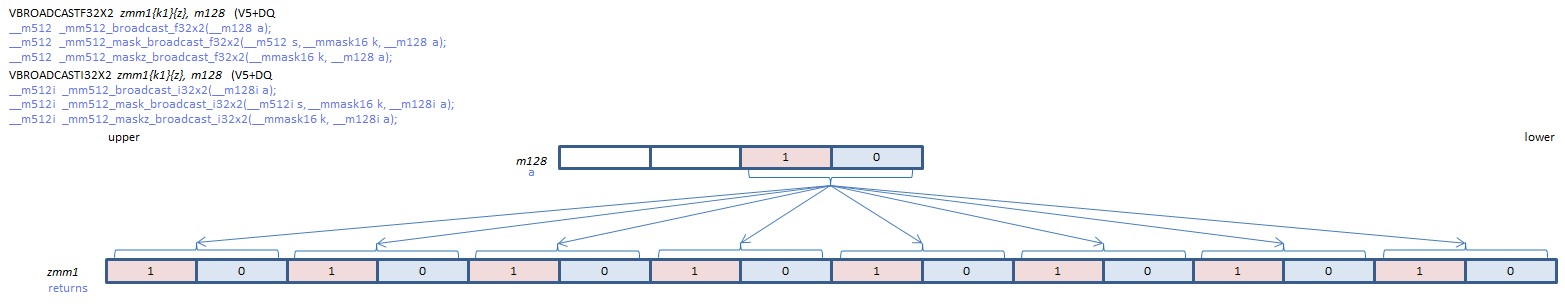 VBROADCASTF32X2 zmm1{k1}{z}, m128 (V5+DQ
__m512 _mm512_broadcast_f32x2(__m128 a);
__m512 _mm512_mask_broadcast_f32x2(__m512 s, __mmask16 k, __m128 a);
__m512 _mm512_maskz_broadcast_f32x2(__mmask16 k, __m128 a);
VBROADCASTI32X2 zmm1{k1}{z}, m128 (V5+DQ
__m512i _mm512_broadcast_i32x2(__m128i a);
__m512i _mm512_mask_broadcast_i32x2(__m512i s, __mmask16 k, __m128i a);
__m512i _mm512_maskz_broadcast_i32x2(__mmask16 k, __m128i a);
upper lower
m128 1 0
a
zmm1 1 0 1 0 1 0 1 0 1 0 1 0 1 0 1 0
returns